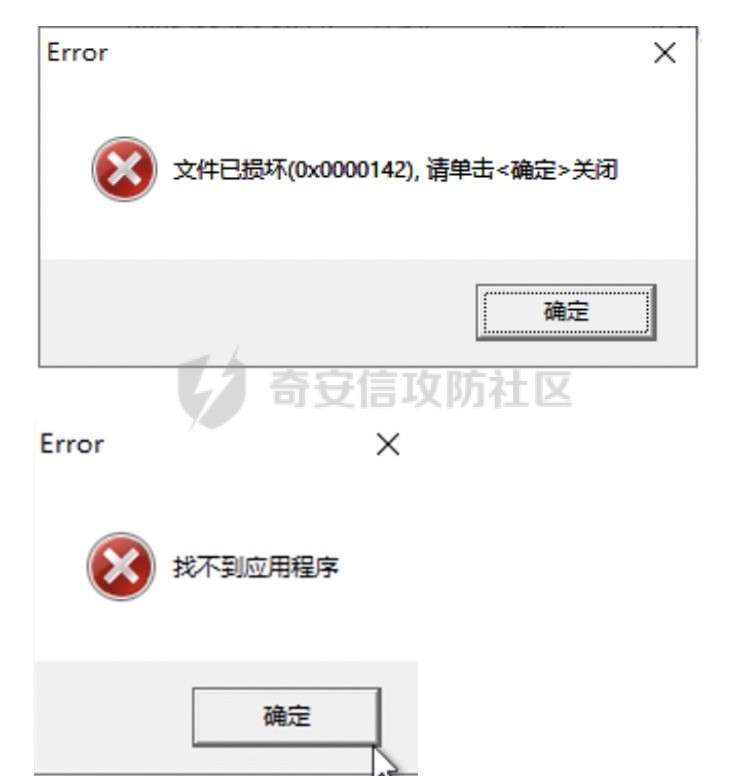 Error
文件已损坏(0x0000142), 请单击<确定>关闭
确定
奇安信攻防社区
Error
找不到应用程序
确定